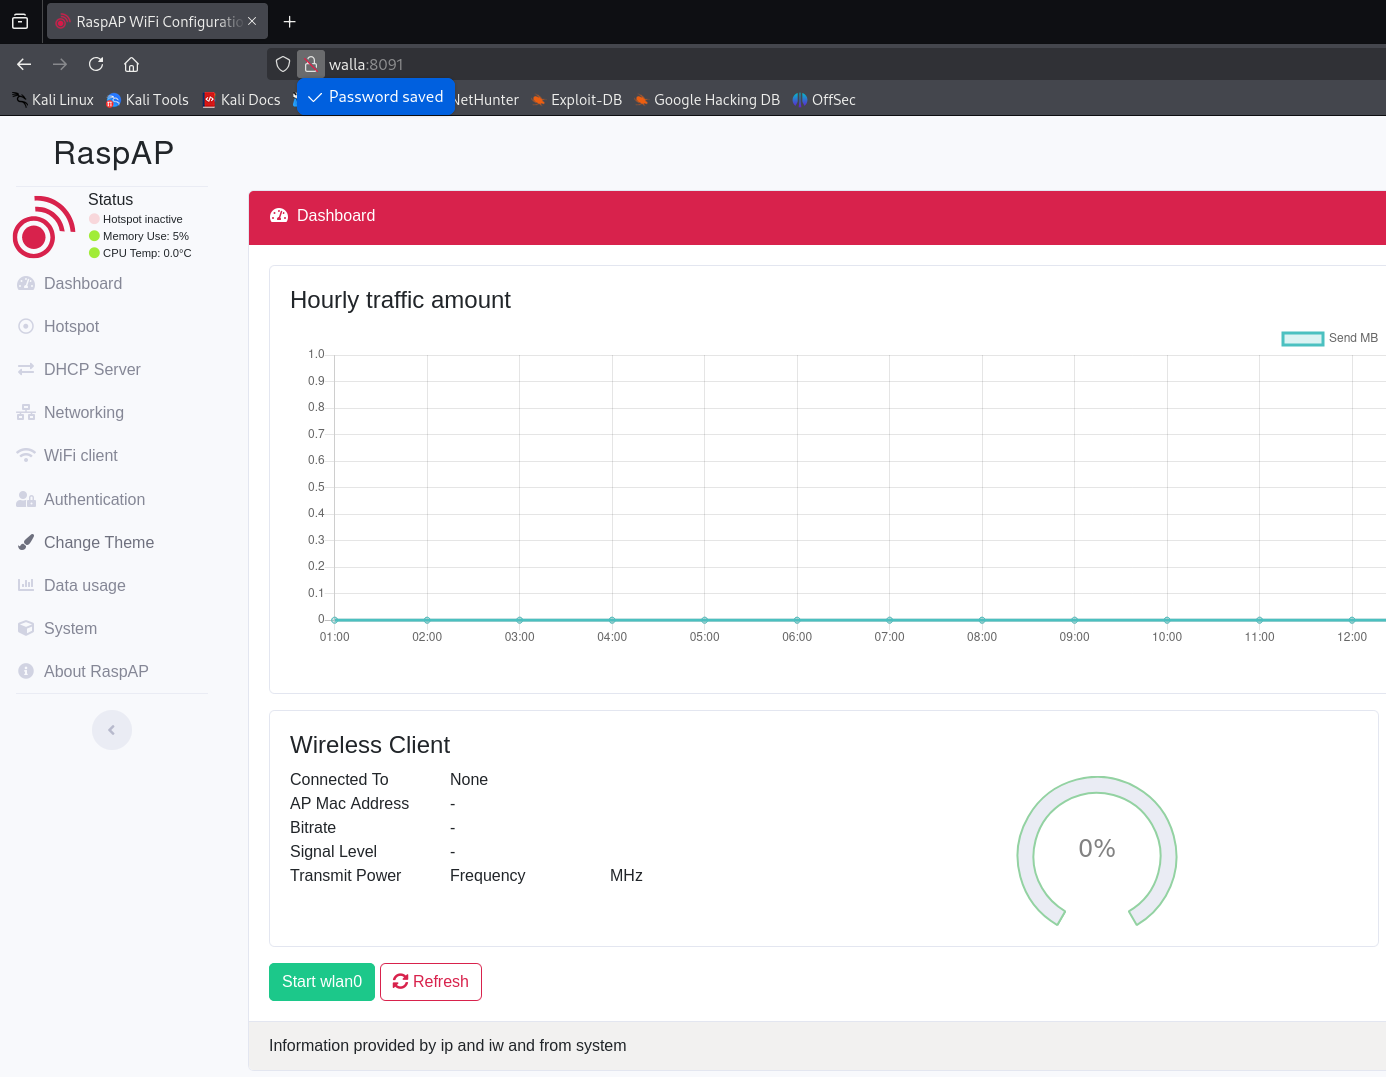 RaspAP WiFi Configuratio
walla:8091
Kali Linux Kali Tools Kali Docs NetHunter Exploit-DB Google Hacking DB OffSec
Password saved
RaspAP
Status
Hotspot inactive
Memory Use: 5%
CPU Temp: 0.0°C
Dashboard
Hotspot
DHCP Server
Networking
WiFi client
Authentication
Change Theme
Data usage
System
About RaspAP
Dashboard
Hourly traffic amount
Send MB
1.0
0.9
0.8
0.7
0.6
0.5
0.4
0.3
0.2
0.1
0
01:00 02:00 03:00 04:00 05:00 06:00 07:00 08:00 09:00 10:00 11:00 12:00
Wireless Client
Connected To None
AP Mac Address -
Bitrate -
Signal Level -
Transmit Power Frequency MHz
0%
Start wlan0 Refresh
Information provided by ip and iw and from system